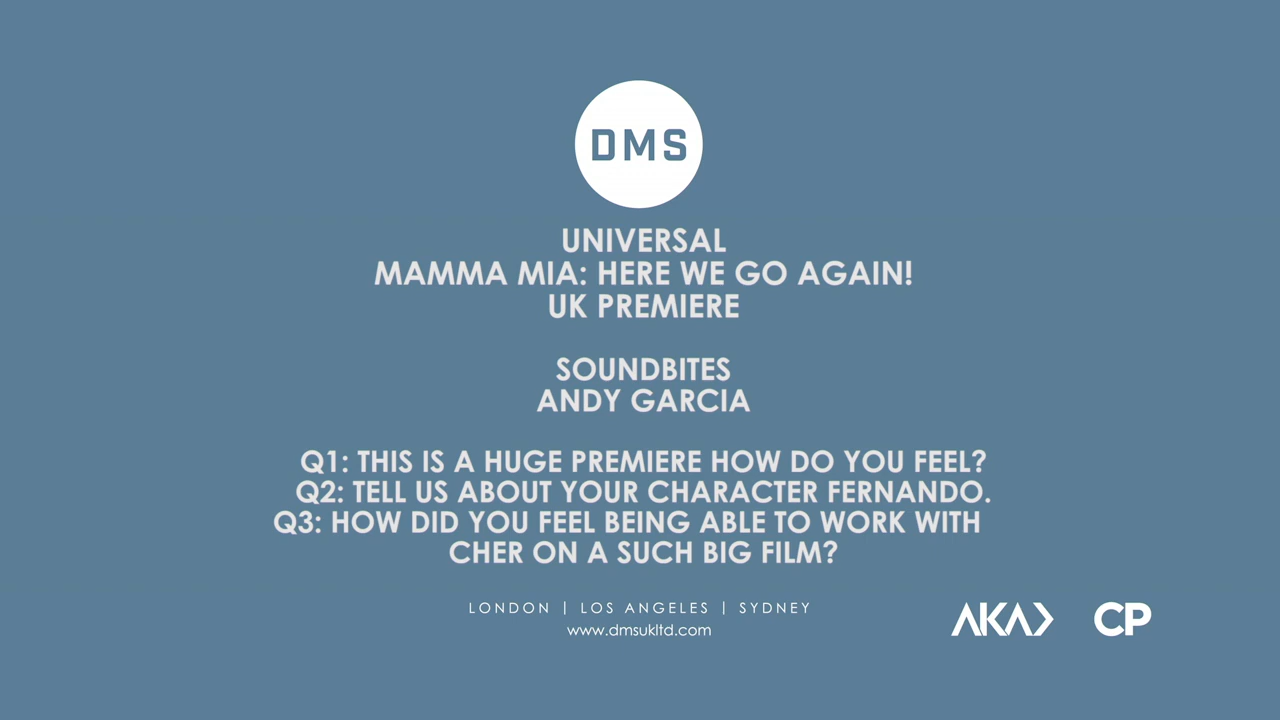 DMS
UNIVERSAL
MAMMA MIA: HERE WE GO AGAIN!
UK PREMIERE
SOUNDBITES
ANDY GARCIA
Q1: THIS IS A HUGE PREMIERE HOW DO YOU FEEL?
Q2: TELL US ABOUT YOUR CHARACTER FERNANDO.
Q3: HOW DID YOU FEEL BEING ABLE TO WORK WITH
CHER ON A SUCH BIG FILM?
LONDON | LOS ANGELES | SYDNEY
www.dmsukltd.com
AKA
CP